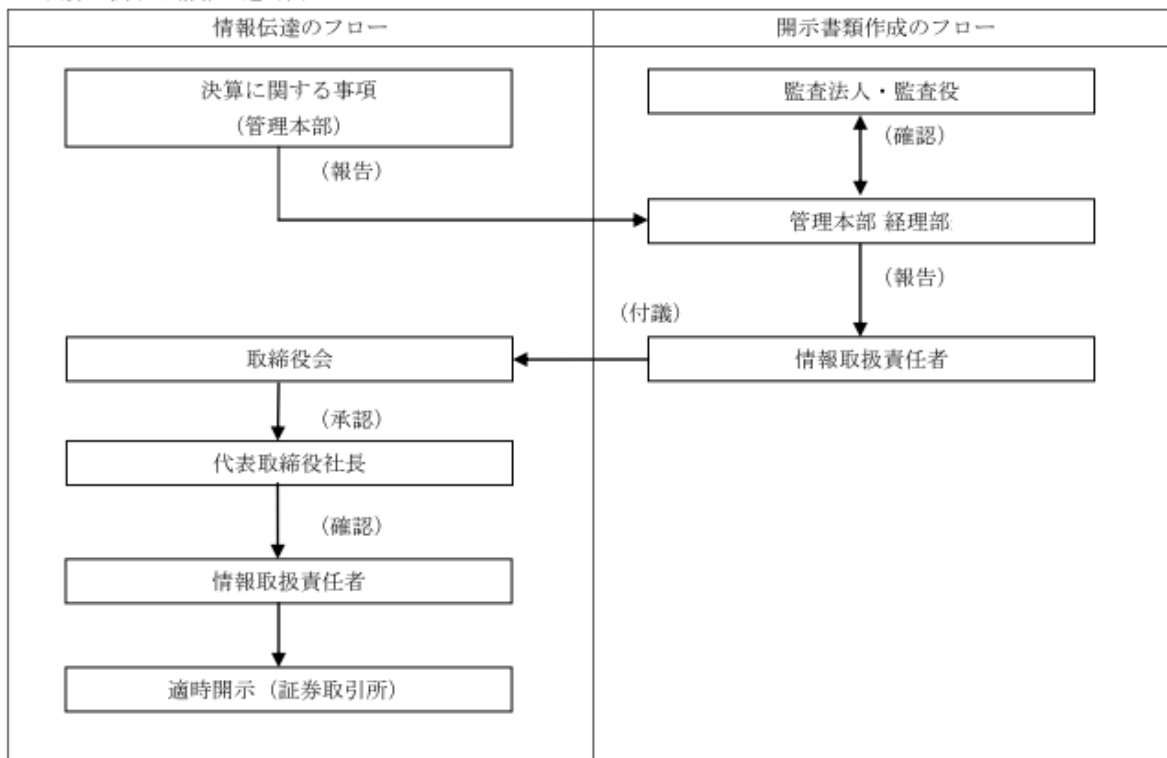 情報伝達のフロー
開示書類作成のフロー
決算に関する事項
（管理本部）
監査法人・監査役
（確認）
（報告）
管理本部 経理部
（報告）
（付議）
取締役会
情報取扱責任者
（承認）
代表取締役社長
（確認）
情報取扱責任者
適時開示（証券取引所）